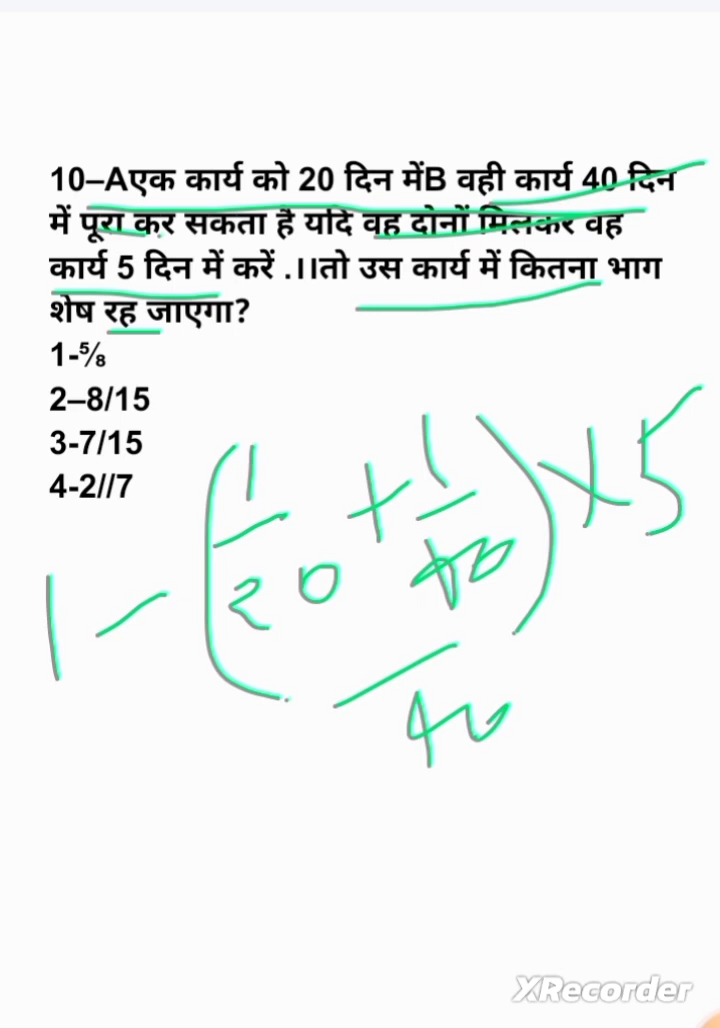 10–Aएक कार्य को 20 दिन मेंB वही कार्य 40 दिन
में पूरा कर सकता है यदि वह दोनों मिलकर वह
कार्य 5 दिन में करें .।।तो उस कार्य में कितना भाग
शेष रह जाएगा?
1-⅝
2–8/15
3-7/15
4-2//7
1 – (1/20 + 1/40) × 5
40
XRecorder